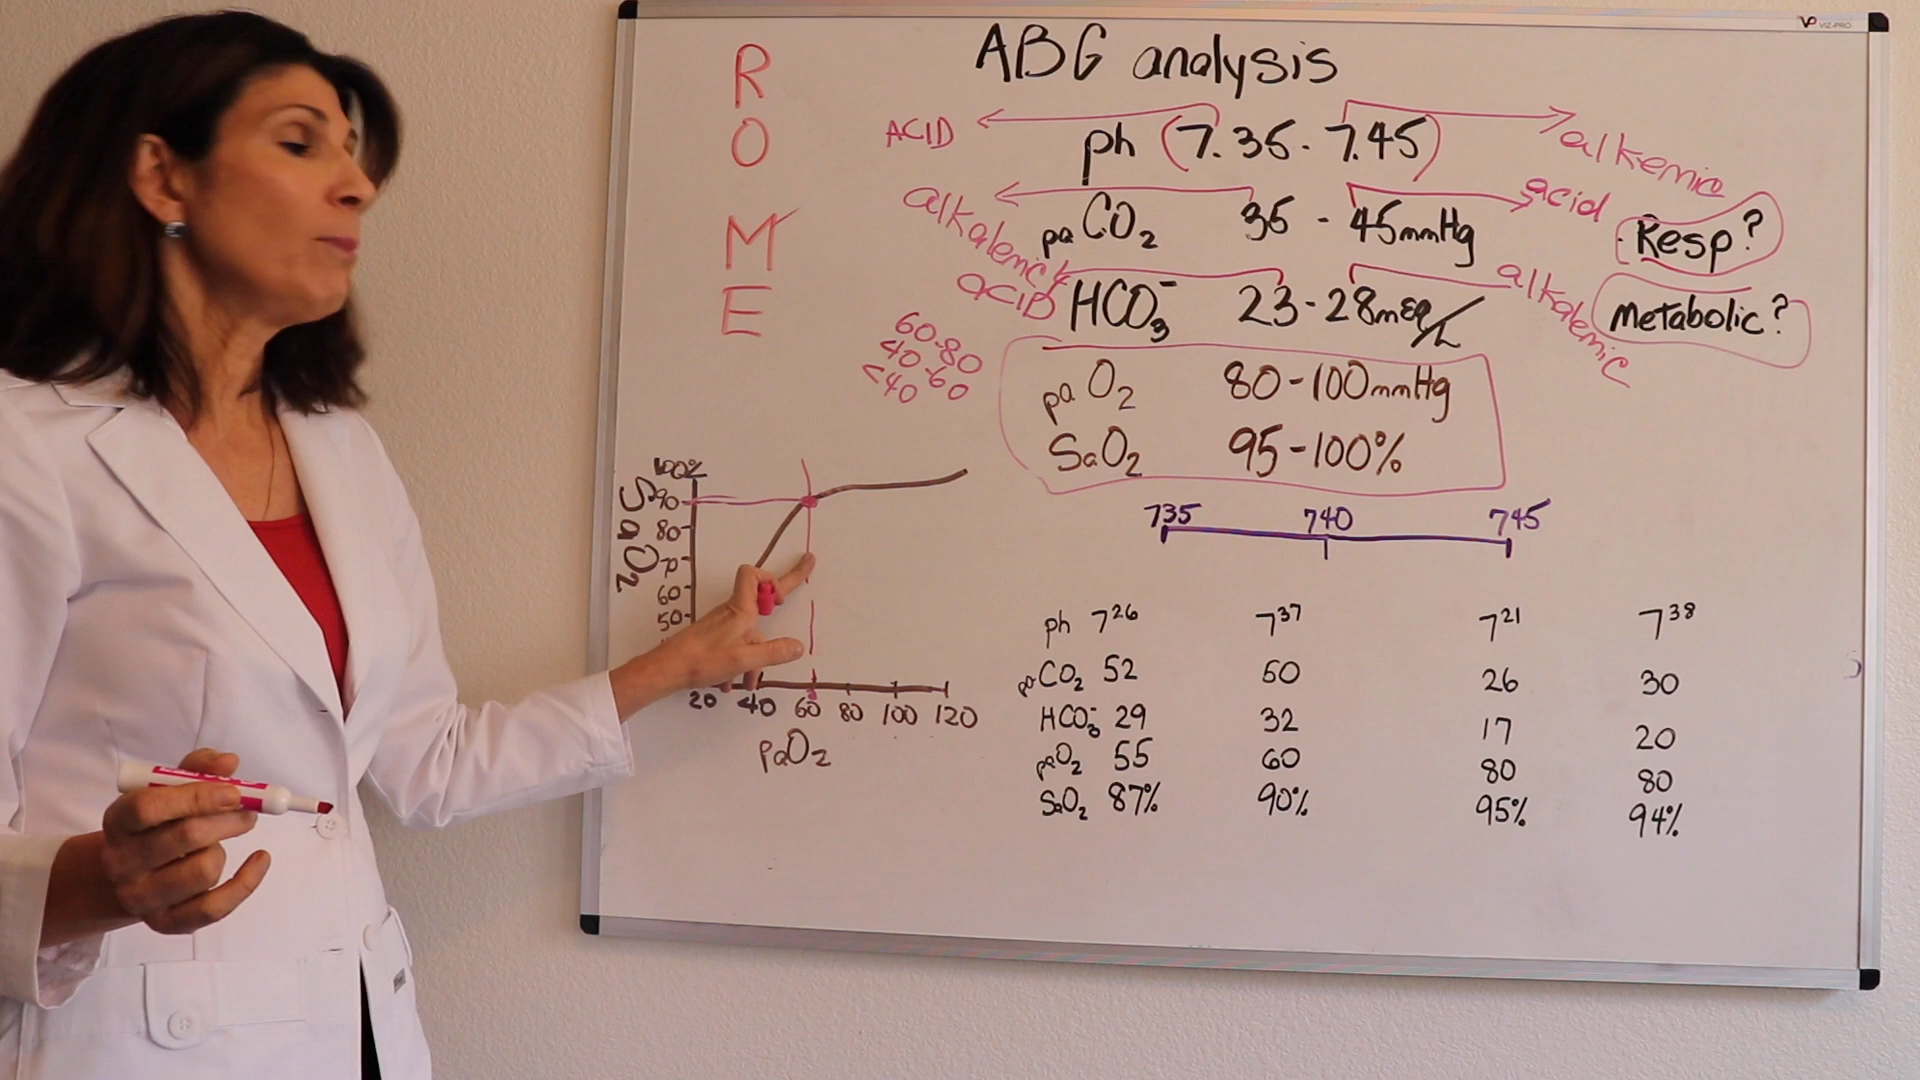 VP VIZ-PRO
ABG analysis
R
O
M
E
ACID
ph (7.35-7.45)
alkemic
alkalemic
paCO2 35-45mmHg
acid
Resp?
acid
HCO3- 23-28mEq/L
alkalemic
metabolic?
60-80
40-60
<40
paO2 80-100mmHg
SaO2 95-100%
735 740 745
SaO2
100%
90
80
70
60
50
20 40 60 80 100 120
paO2
ph 7 26 7 37 7 21 7 38
paCO2 52 50 26 30
HCO3- 29 32 17 20
paO2 55 60 80 80
SaO2 87% 90% 95% 94%